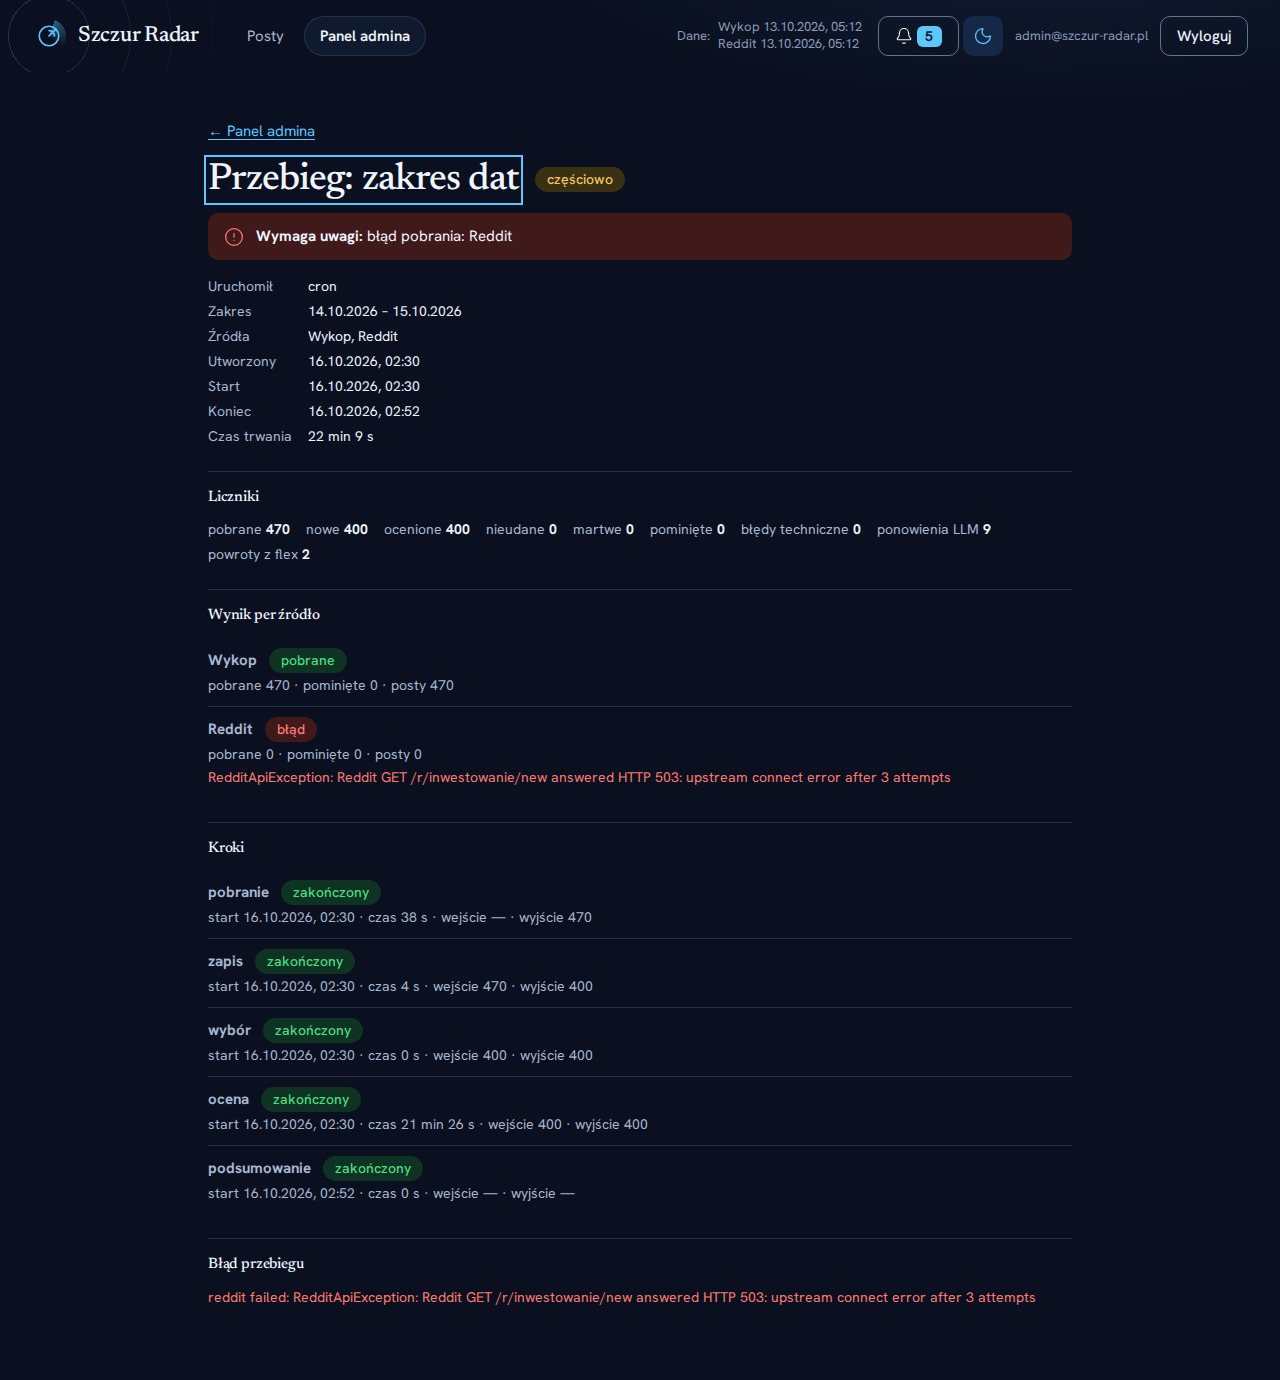 Szczur Radar
Posty
Panel admina
Dane:
Wykop 13.10.2026, 05:12
Reddit 13.10.2026, 05:12
5
admin@szczur-radar.pl
Wyloguj
← Panel admina
Przebieg: zakres dat
częściowo
Wymaga uwagi: błąd pobrania: Reddit
Uruchomił cron
Zakres 14.10.2026 – 15.10.2026
Źródła Wykop, Reddit
Utworzony 16.10.2026, 02:30
Start 16.10.2026, 02:30
Koniec 16.10.2026, 02:52
Czas trwania 22 min 9 s
Liczniki
pobrane 470 nowe 400 ocenione 400 nieudane 0 martwe 0 pominięte 0 błędy techniczne 0 ponowienia LLM 9
powroty z flex 2
Wynik per źródło
Wykop pobrane
pobrane 470 · pominięte 0 · posty 470
Reddit błąd
pobrane 0 · pominięte 0 · posty 0
RedditApiException: Reddit GET /r/inwestowanie/new answered HTTP 503: upstream connect error after 3 attempts
Kroki
pobranie zakończony
start 16.10.2026, 02:30 · czas 38 s · wejście — · wyjście 470
zapis zakończony
start 16.10.2026, 02:30 · czas 4 s · wejście 470 · wyjście 400
wybór zakończony
start 16.10.2026, 02:30 · czas 0 s · wejście 400 · wyjście 400
ocena zakończony
start 16.10.2026, 02:30 · czas 21 min 26 s · wejście 400 · wyjście 400
podsumowanie zakończony
start 16.10.2026, 02:52 · czas 0 s · wejście — · wyjście —
Błąd przebiegu
reddit failed: RedditApiException: Reddit GET /r/inwestowanie/new answered HTTP 503: upstream connect error after 3 attempts